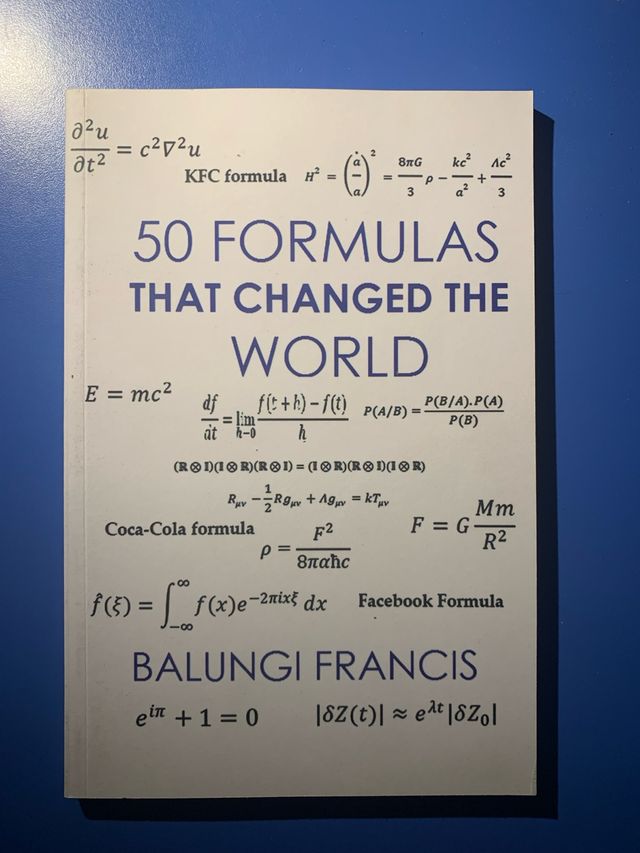 ∂²u/∂t² = c²∇²u
KFC formula H² = (ȧ/a)² = 8πG/3 ρ − kc²/a² + Λc²/3
50 FORMULAS
THAT CHANGED THE
WORLD
E = mc²
df/dt = lim h→0 f(t + h) − f(t)/h P(A/B) = P(B/A).P(A)/P(B)
(R ⊗ I)(I ⊗ R)(R ⊗ I) = (I ⊗ R)(R ⊗ I)(I ⊗ R)
Rμν − 1/2 Rgμν + Λgμν = kTμν
Coca-Cola formula ρ = F²/8παħc F = G Mm/R²
f̂(ξ) = ∫₋∞^∞ f(x)e^−2πixξ dx Facebook Formula
BALUNGI FRANCIS
e^iπ + 1 = 0 |δZ(t)| ≈ e^λt|δZ₀|